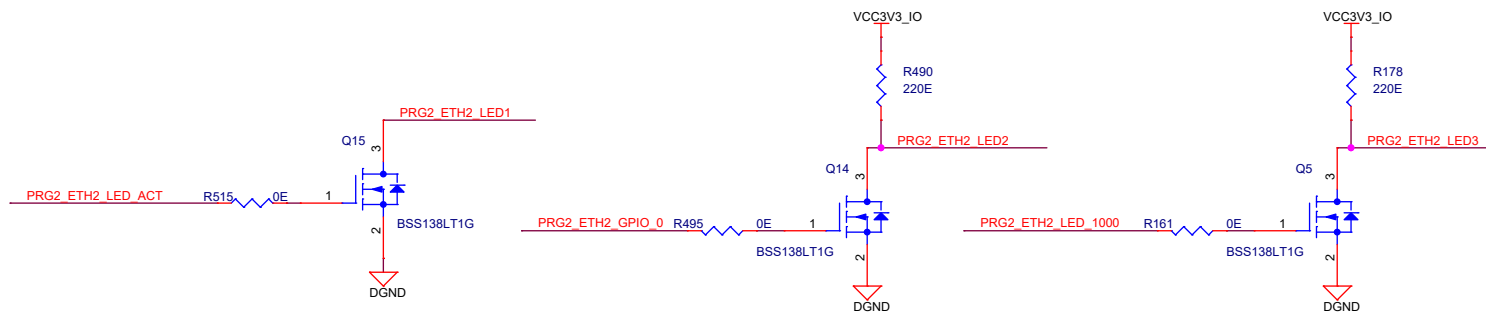 VCC3V3_IO
VCC3V3_IO
R490
220E
R178
220E
PRG2_ETH2_LED1
Q15
3
PRG2_ETH2_LED2
PRG2_ETH2_LED3
Q14
3
Q5
3
PRG2_ETH2_LED_ACT
R515
0E
1
BSS138LT1G
2
PRG2_ETH2_GPIO_0
R495
0E
1
BSS138LT1G
2
PRG2_ETH2_LED_1000
R161
0E
1
BSS138LT1G
2
DGND
DGND
DGND